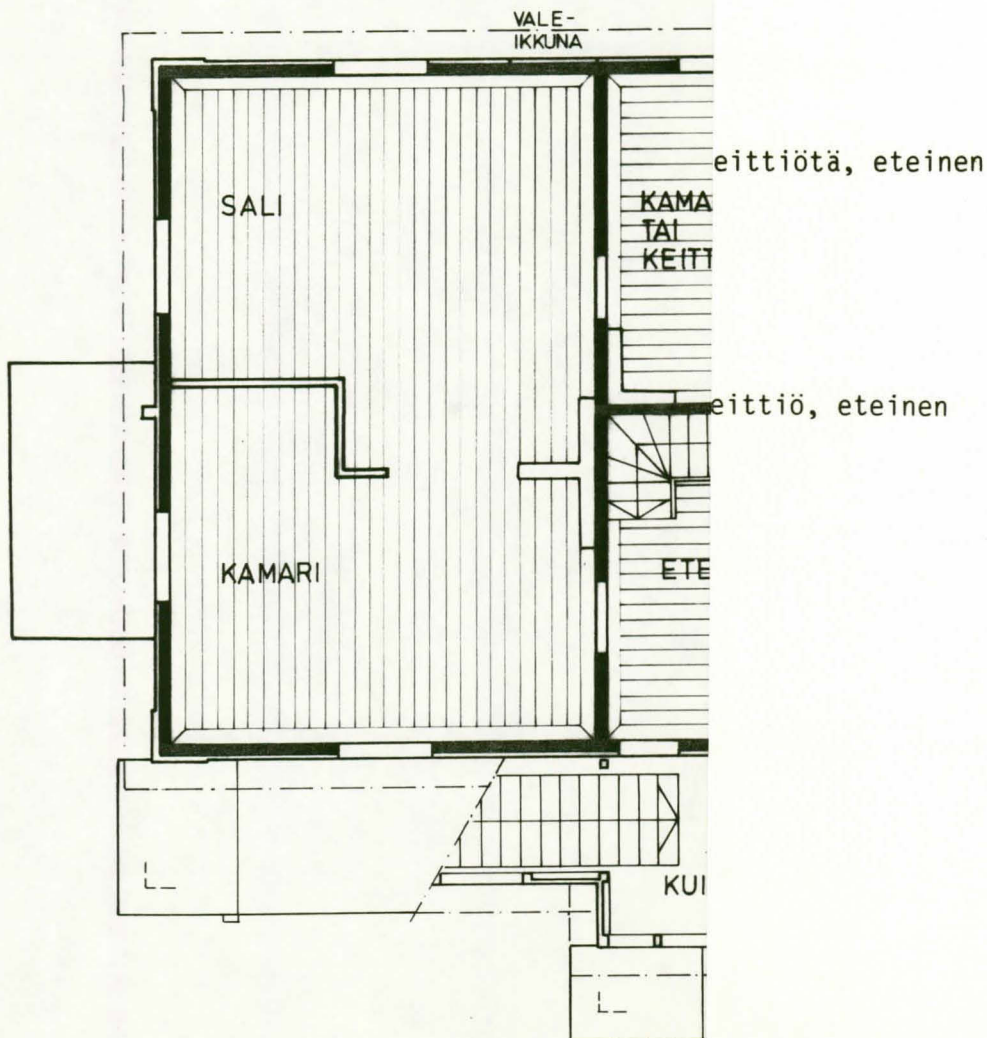 VALE-
IKKUNA
eittiötä, eteinen
SALI
KAMA
TAI
KEITT
eittiö, eteinen
KAMARI
ETE
KUI